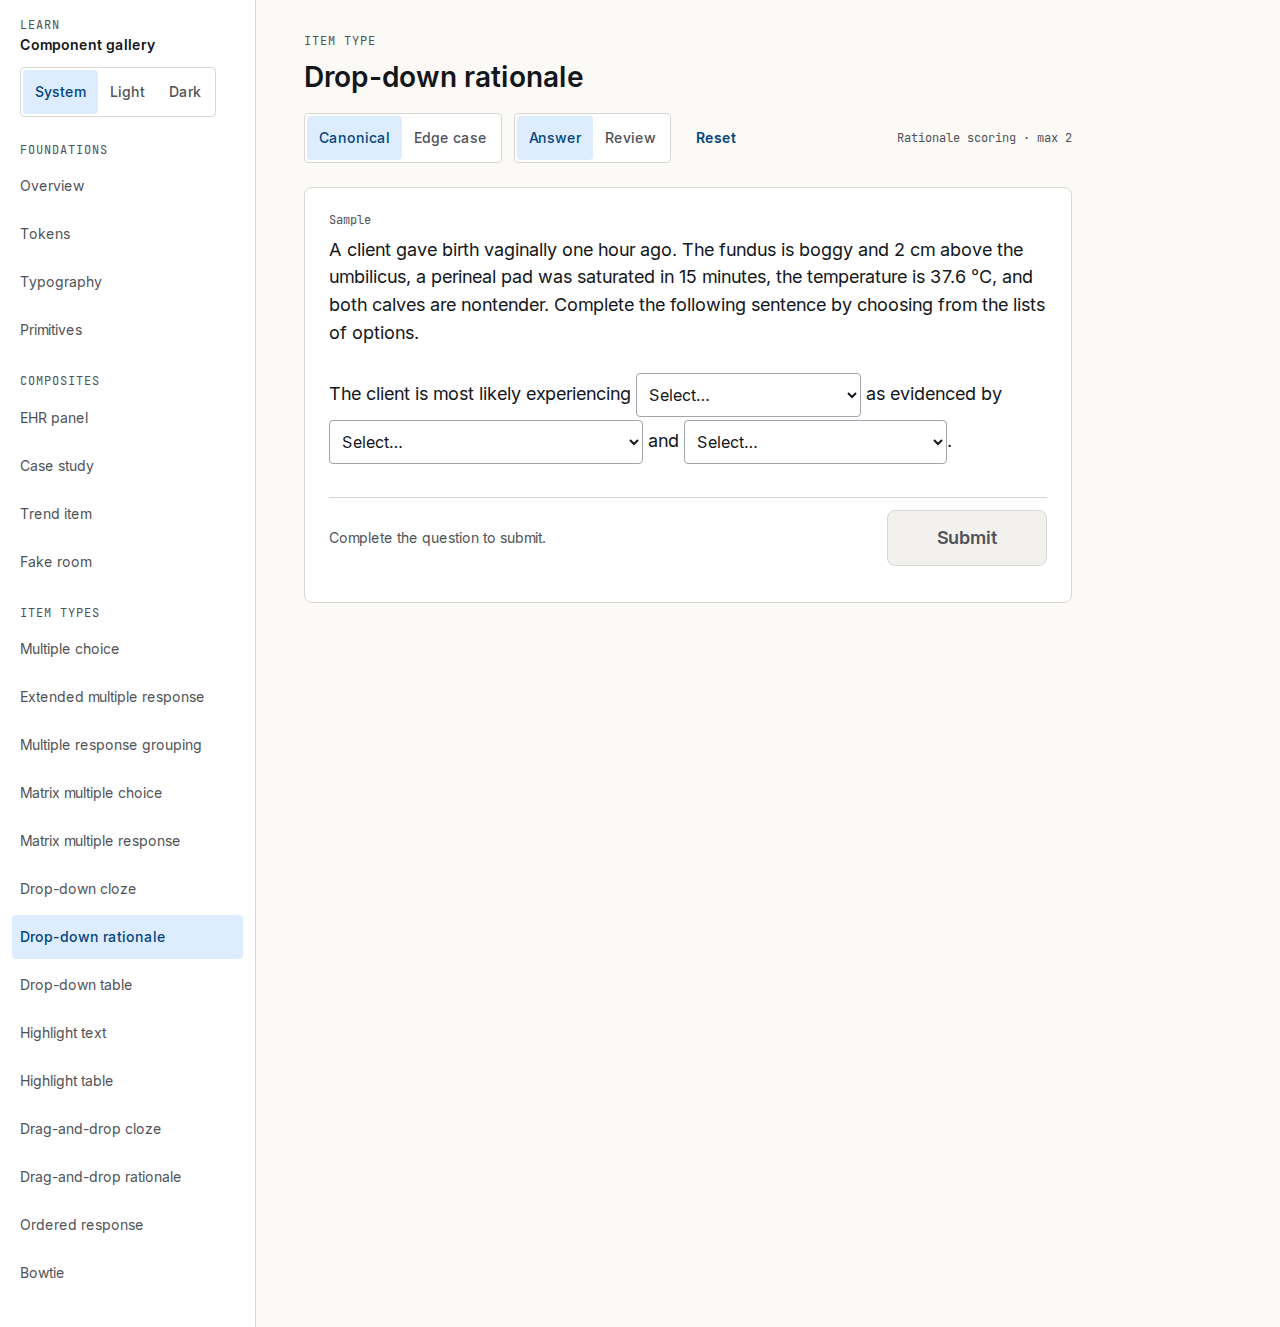 LEARN
Component gallery
System Light Dark
FOUNDATIONS
Overview
Tokens
Typography
Primitives
COMPOSITES
EHR panel
Case study
Trend item
Fake room
ITEM TYPES
Multiple choice
Extended multiple response
Multiple response grouping
Matrix multiple choice
Matrix multiple response
Drop-down cloze
Drop-down rationale
Drop-down table
Highlight text
Highlight table
Drag-and-drop cloze
Drag-and-drop rationale
Ordered response
Bowtie
ITEM TYPE
Drop-down rationale
Canonical Edge case Answer Review Reset Rationale scoring · max 2
Sample
A client gave birth vaginally one hour ago. The fundus is boggy and 2 cm above the
umbilicus, a perineal pad was saturated in 15 minutes, the temperature is 37.6 °C, and
both calves are nontender. Complete the following sentence by choosing from the lists
of options.
The client is most likely experiencing Select... as evidenced by
Select... and Select... .
Complete the question to submit. Submit